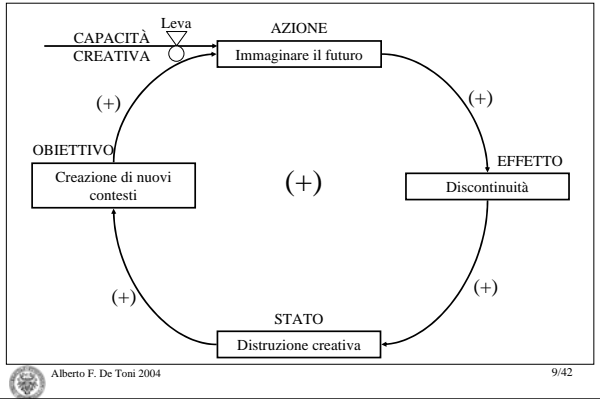 Leva
AZIONE
CAPACITÀ
CREATIVA
Immaginare il futuro
(+)
(+)
OBIETTIVO
EFFETTO
Creazione di nuovi
contesti
(+)
Discontinuità
(+)
(+)
STATO
Distruzione creativa
Alberto F. De Toni 2004
9/42